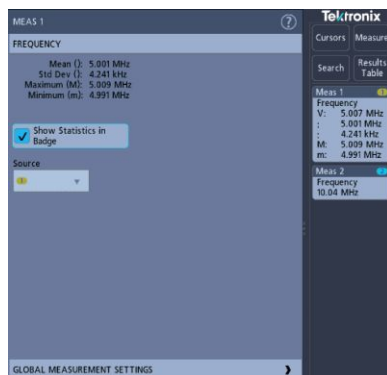 MEAS 1
?
FREQUENCY
Mean (): 5.001 MHz
Std Dev (): 4.241 kHz
Maximum (M): 5.009 MHz
Minimum (m): 4.991 MHz
Show Statistics in
Badge
Source
1
GLOBAL MEASUREMENT SETTINGS
Tektronix
Cursors
Measure
Search
Results
Table
Meas 1
1
Frequency
V: 5.007 MHz
: 5.001 MHz
: 4.241 kHz
M: 5.009 MHz
m: 4.991 MHz
Meas 2
2
Frequency
10.04 MHz